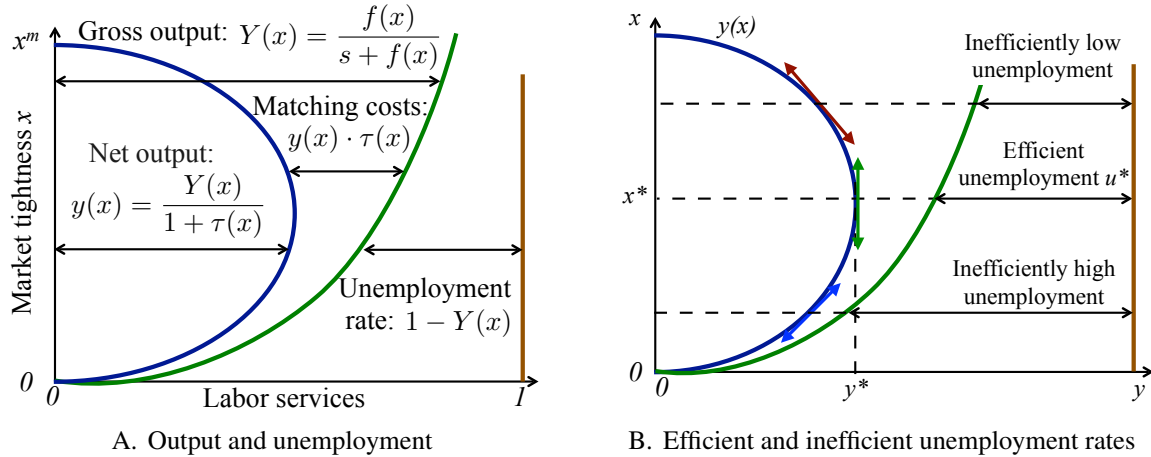 x^m
Gross output: Y(x) = f(x) / (s + f(x))
Matching costs:
y(x) · τ(x)
Net output:
y(x) = Y(x) / (1 + τ(x))
Unemployment
rate: 1 − Y(x)
Market tightness x
0
0
Labor services
1
A. Output and unemployment
x
y(x)
Inefficiently low
unemployment
Efficient
unemployment u*
x*
Inefficiently high
unemployment
0
0
y*
y
B. Efficient and inefficient unemployment rates